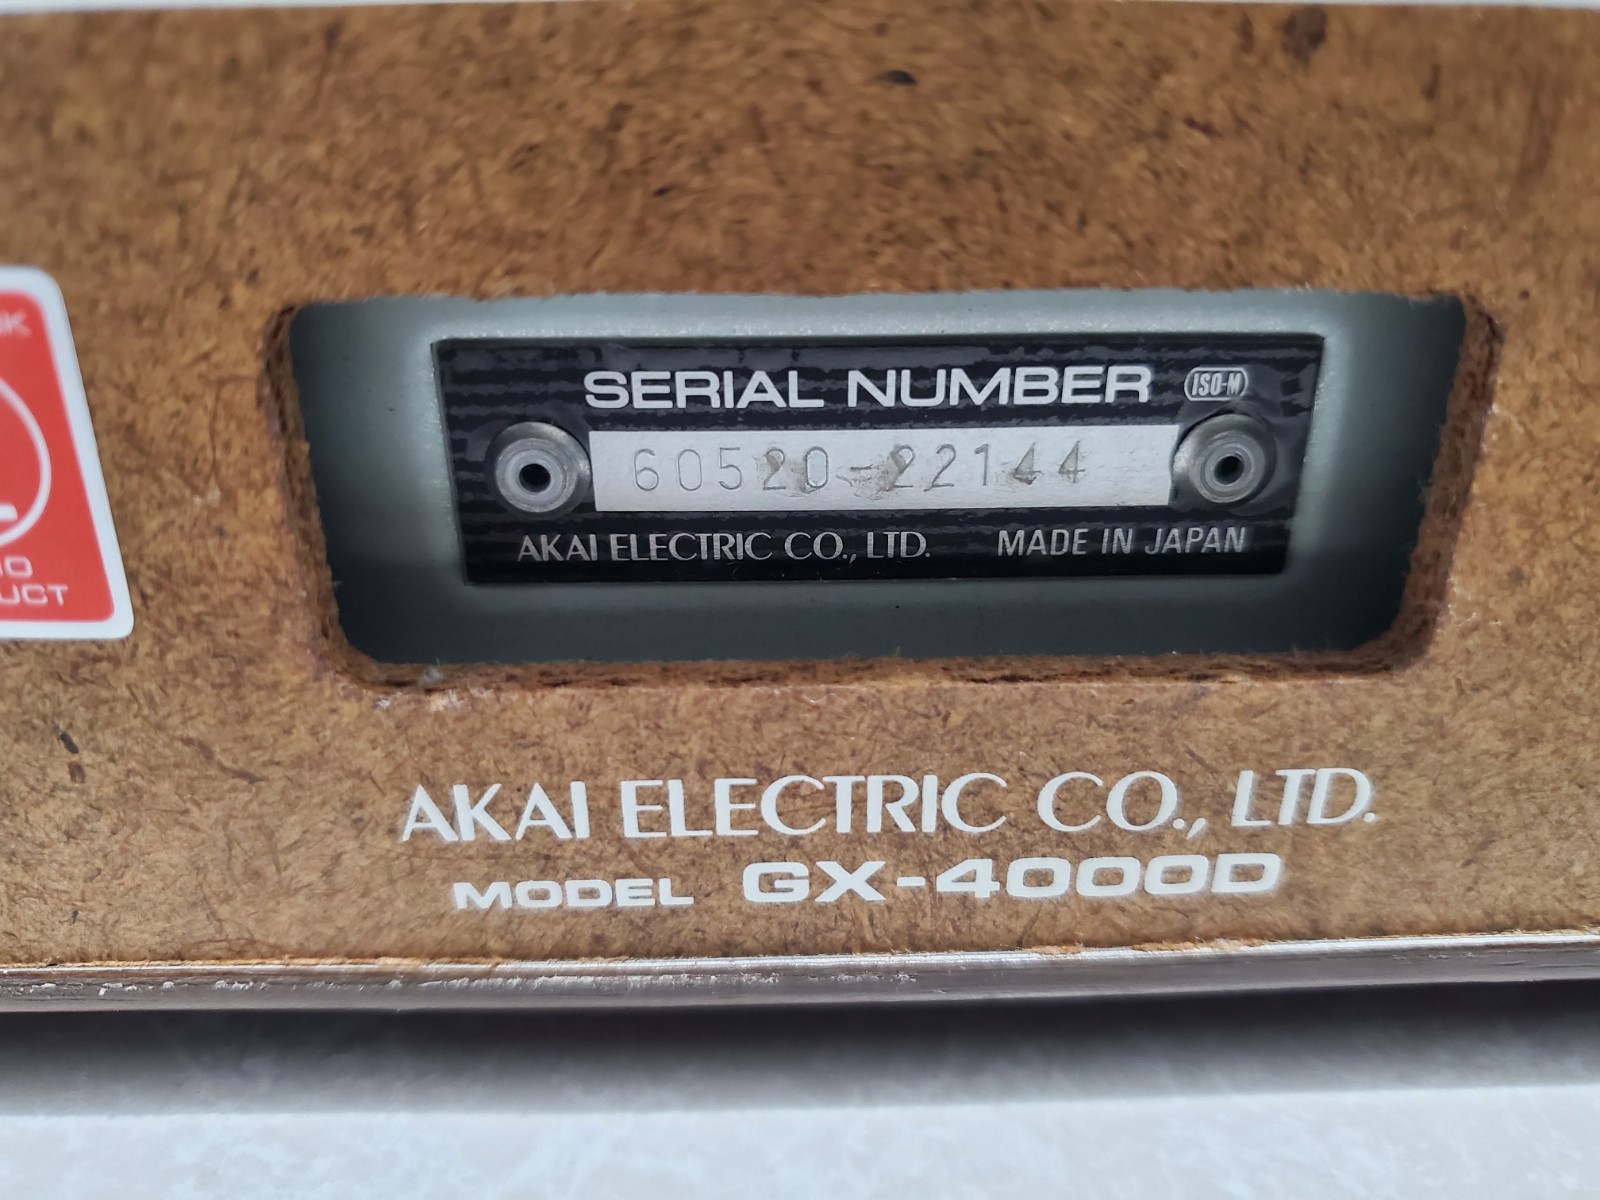 SERIAL NUMBER ISO-M
60520-22144
AKAI ELECTRIC CO., LTD. MADE IN JAPAN
AKAI ELECTRIC CO., LTD.
MODEL GX-4000D